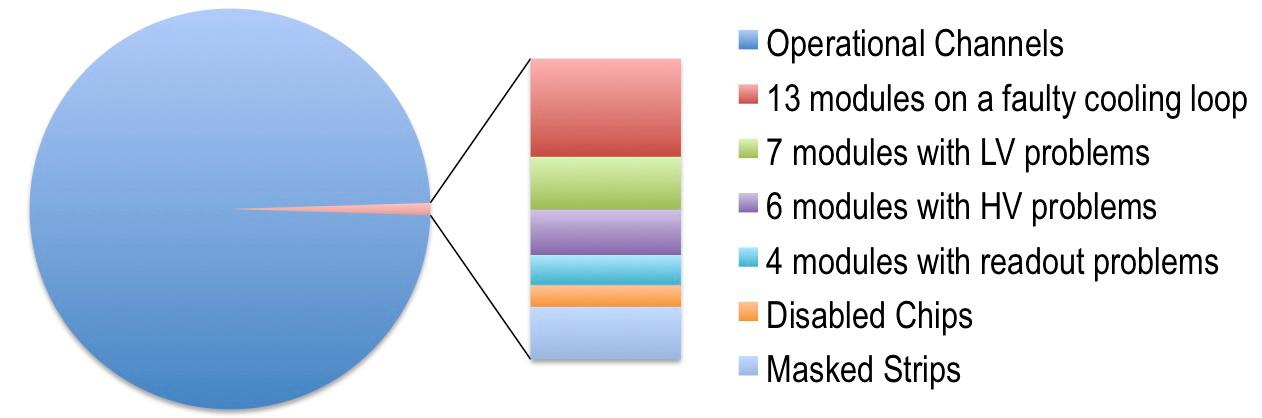 Operational Channels
13 modules on a faulty cooling loop
7 modules with LV problems
6 modules with HV problems
4 modules with readout problems
Disabled Chips
Masked Strips